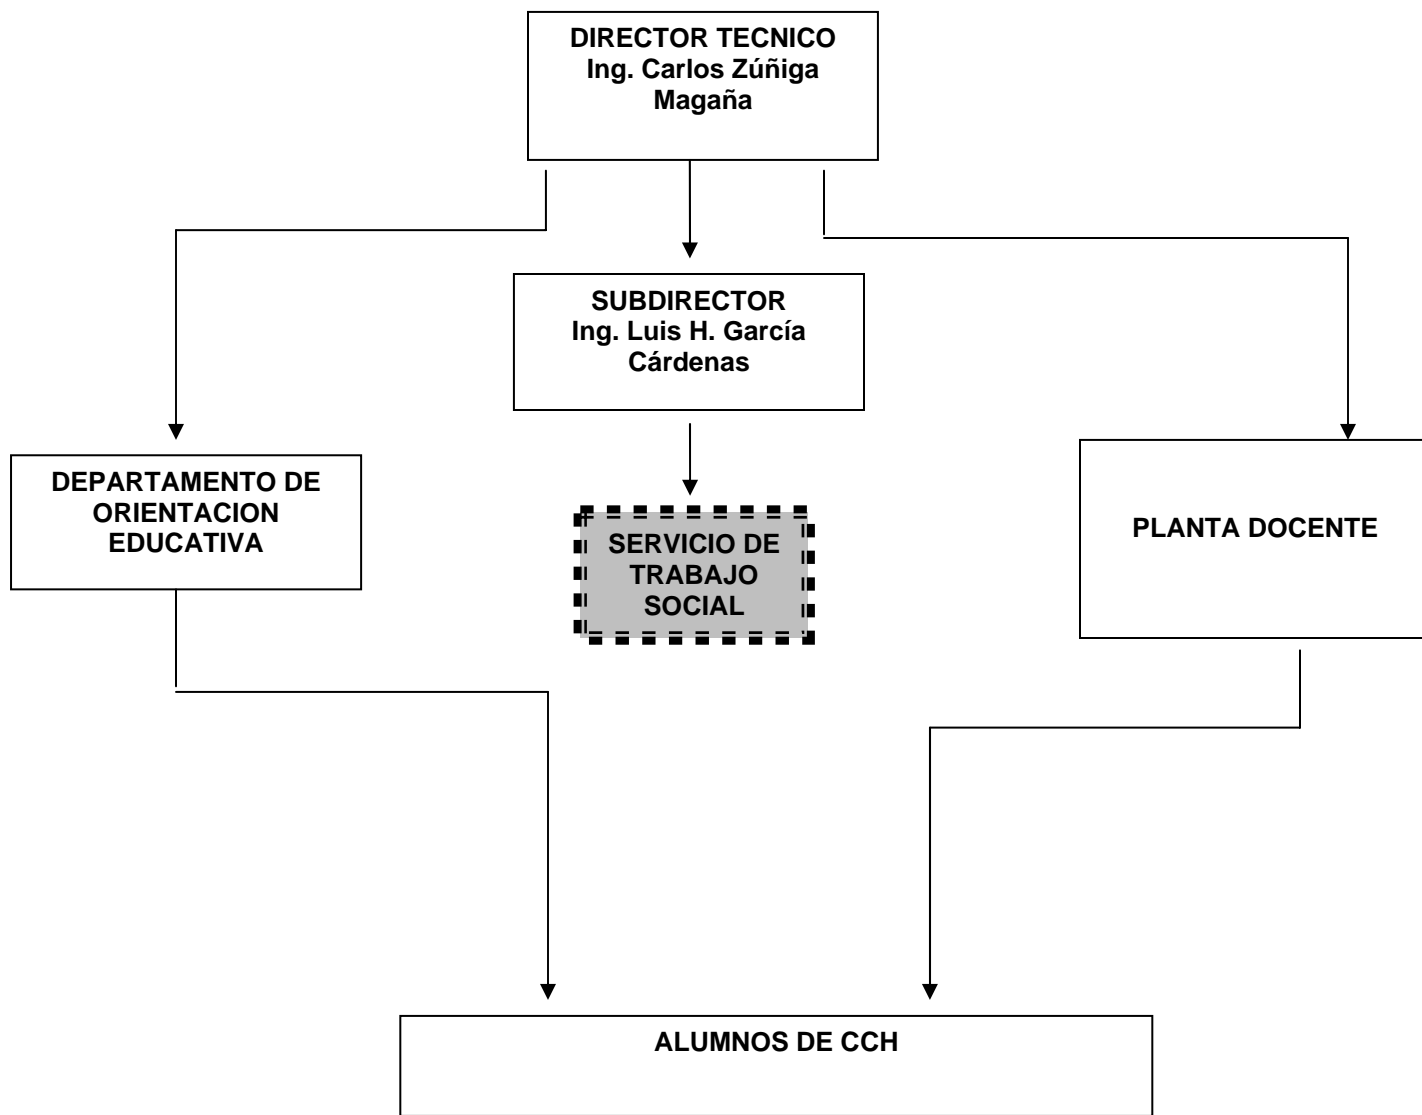 DIRECTOR TECNICO
Ing. Carlos Zúñiga
Magaña
SUBDIRECTOR
Ing. Luis H. García
Cárdenas
DEPARTAMENTO DE
ORIENTACION
EDUCATIVA
SERVICIO DE
TRABAJO
SOCIAL
PLANTA DOCENTE
ALUMNOS DE CCH